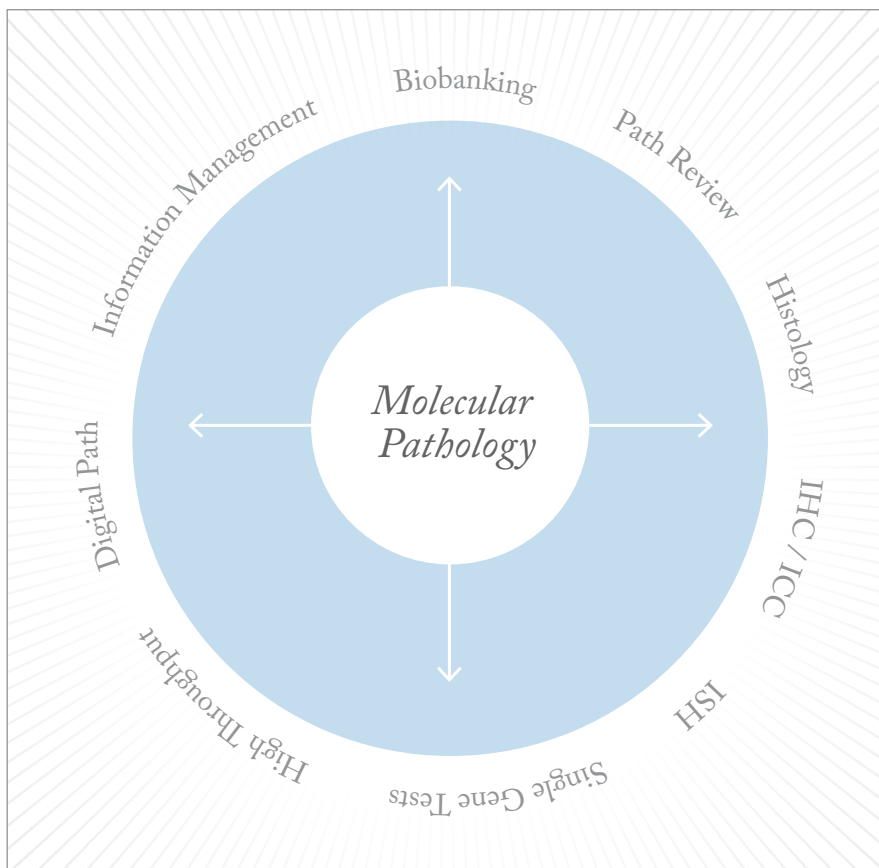 Biobanking
Path Review
Histology
IHC / ICC
ISH
Single Gene Tests
High Throughput
Digital Path
Information Management
Molecular
Pathology